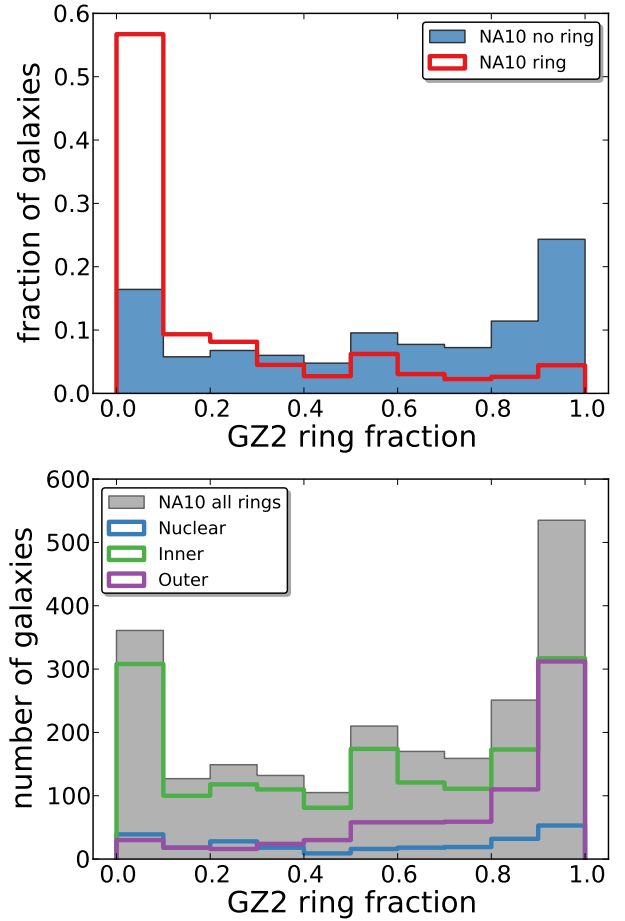 0.6
0.5
0.4
0.3
0.2
0.1
0.0
fraction of galaxies
NA10 no ring
NA10 ring
0.0 0.2 0.4 0.6 0.8 1.0
GZ2 ring fraction
600
500
400
300
200
100
0
number of galaxies
NA10 all rings
Nuclear
Inner
Outer
0.0 0.2 0.4 0.6 0.8 1.0
GZ2 ring fraction